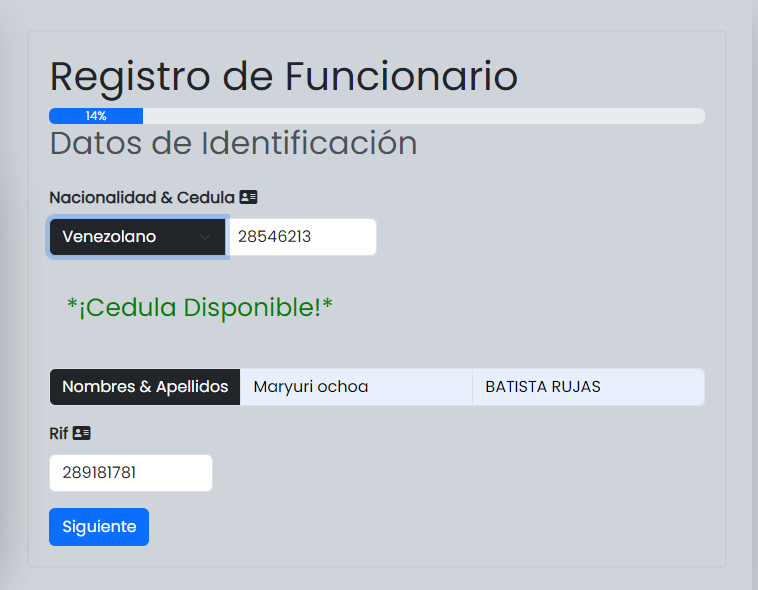 Registro de Funcionario
14%
Datos de Identificación
Nacionalidad & Cedula
Venezolano 28546213
*¡Cedula Disponible!*
Nombres & Apellidos Maryuri ochoa BATISTA RUJAS
Rif
289181781
Siguiente